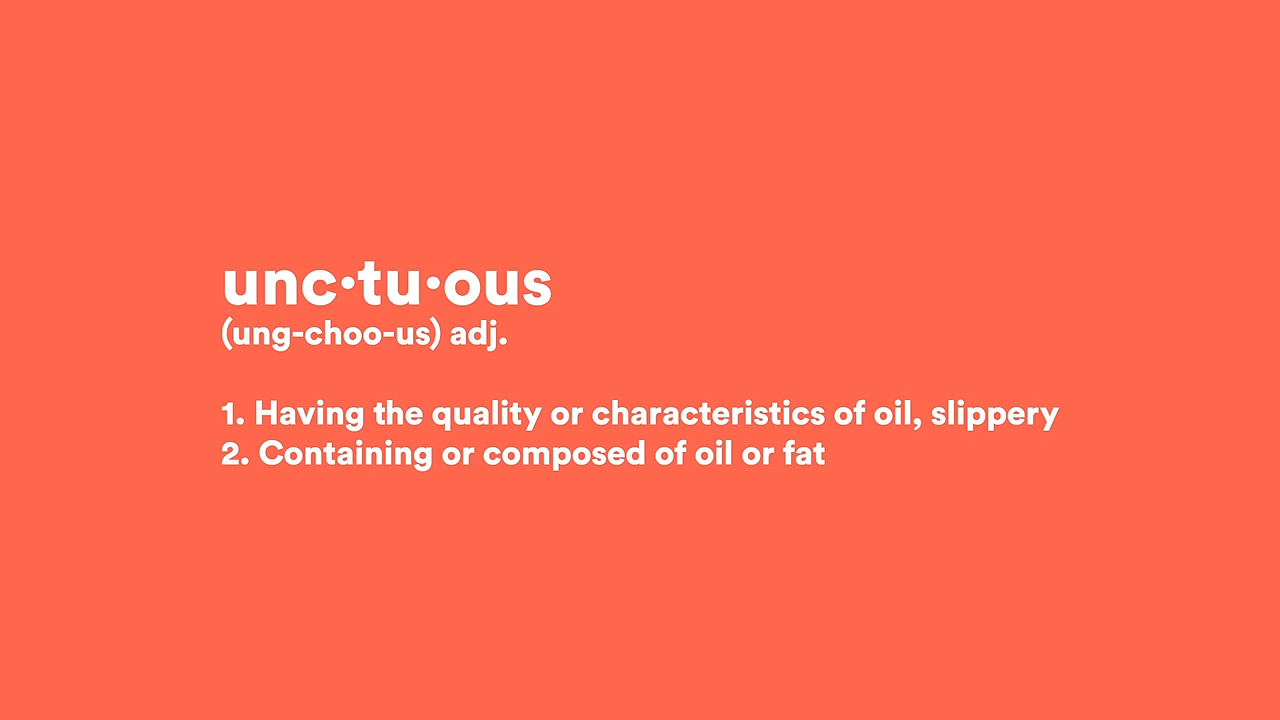 unc•tu•ous
(ung-choo-us) adj.
1. Having the quality or characteristics of oil, slippery
2. Containing or composed of oil or fat